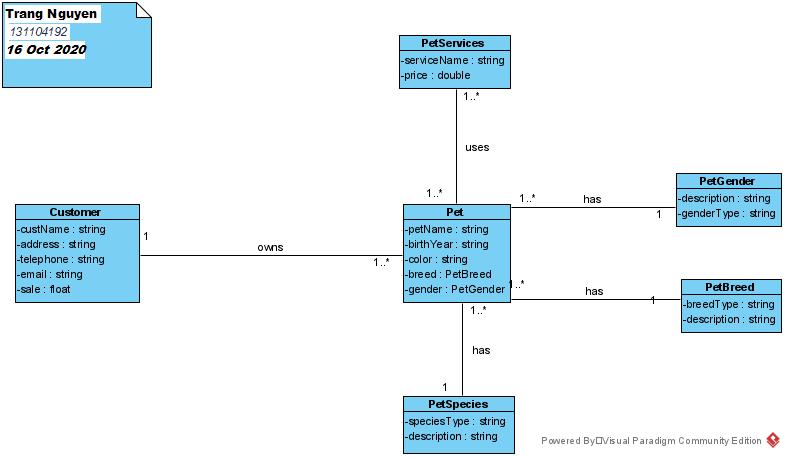 Trang Nguyen
131104192
16 Oct 2020
PetServices
-serviceName : string
-price : double
1..*
uses
1..*
Customer
-custName : string
-address : string
-telephone : string
-email : string
-sale : float
1
owns
1..*
Pet
-petName : string
-birthYear : string
-color : string
-breed : PetBreed
-gender : PetGender
1..*
has
1
PetGender
-description : string
-genderType : string
1..*
has
1
PetBreed
-breedType : string
-description : string
1..*
has
1
PetSpecies
-speciesType : string
-description : string
Powered By□Visual Paradigm Community Edition